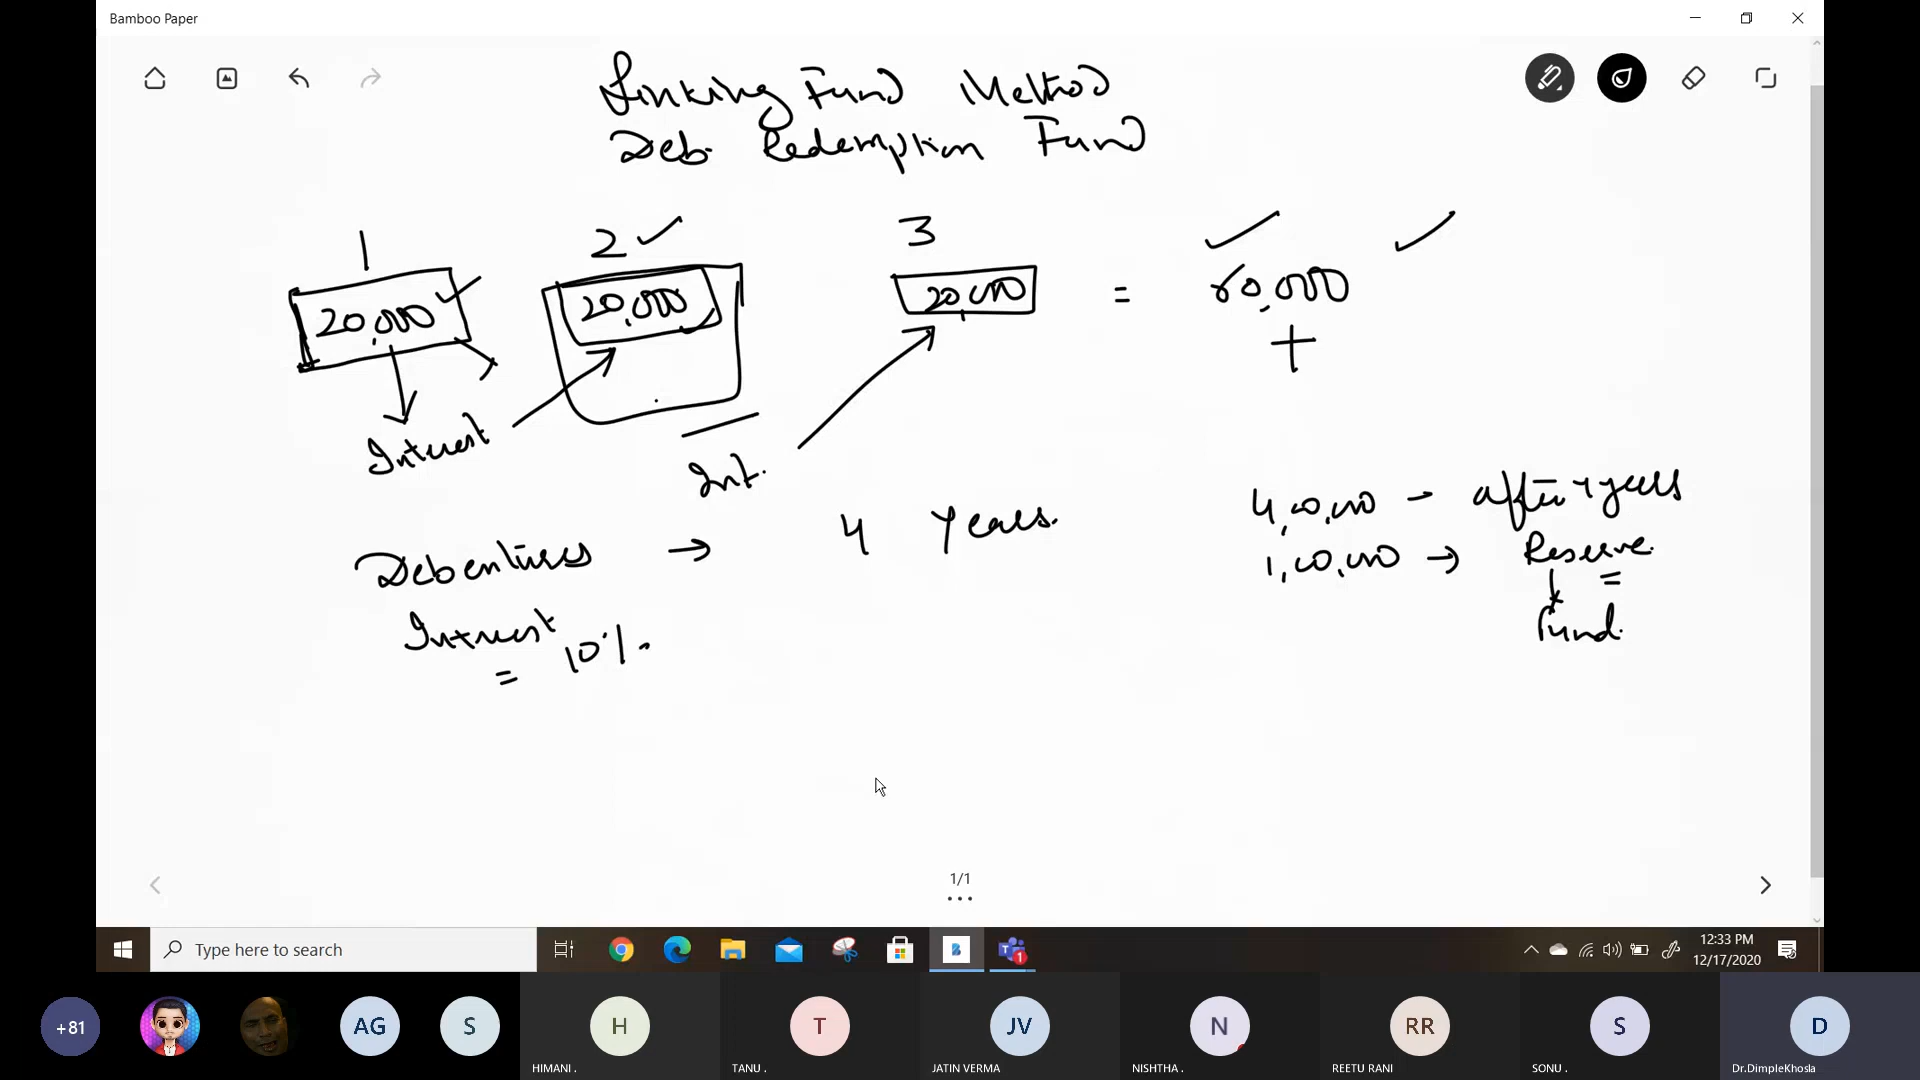 Bamboo Paper
Sinking Fund Method
Deb. Redemption Fund
1
2
3
20,000
20,000
20,000
= 60,000
+
Interest
Int.
Debentures → 4 years.
Interest
= 10%
4,00,000 - after 4 years
1,00,000 → Reserve
=
Fund.
1/1
Type here to search
12:33 PM
12/17/2020
+81
AG
S
H
HIMANI .
T
TANU .
JV
JATIN VERMA
N
NISHTHA .
RR
REETU RANI
S
SONU .
D
Dr.DimpleKhosla